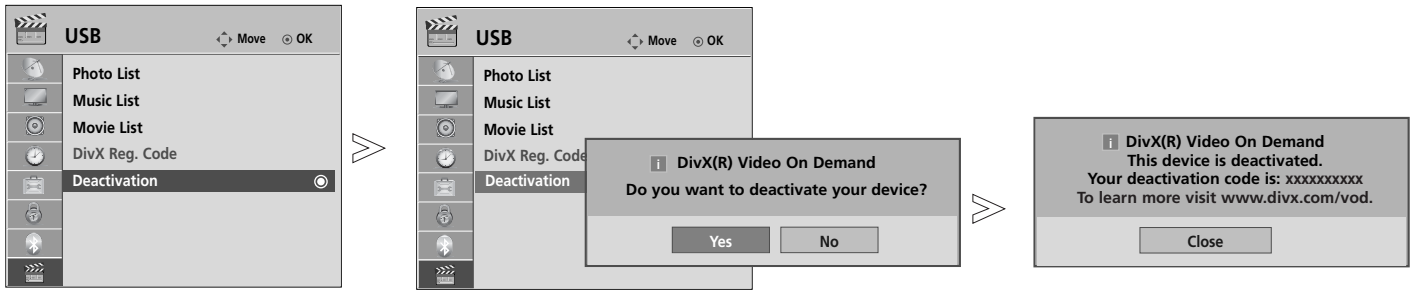 USB
Move
OK
Photo List
Music List
Movie List
DivX Reg. Code
Deactivation
USB
Move
OK
Photo List
Music List
Movie List
DivX Reg. Code
Deactivation
i DivX(R) Video On Demand
Do you want to deactivate your device?
Yes
No
i DivX(R) Video On Demand
This device is deactivated.
Your deactivation code is: xxxxxxxxxx
To learn more visit www.divx.com/vod.
Close